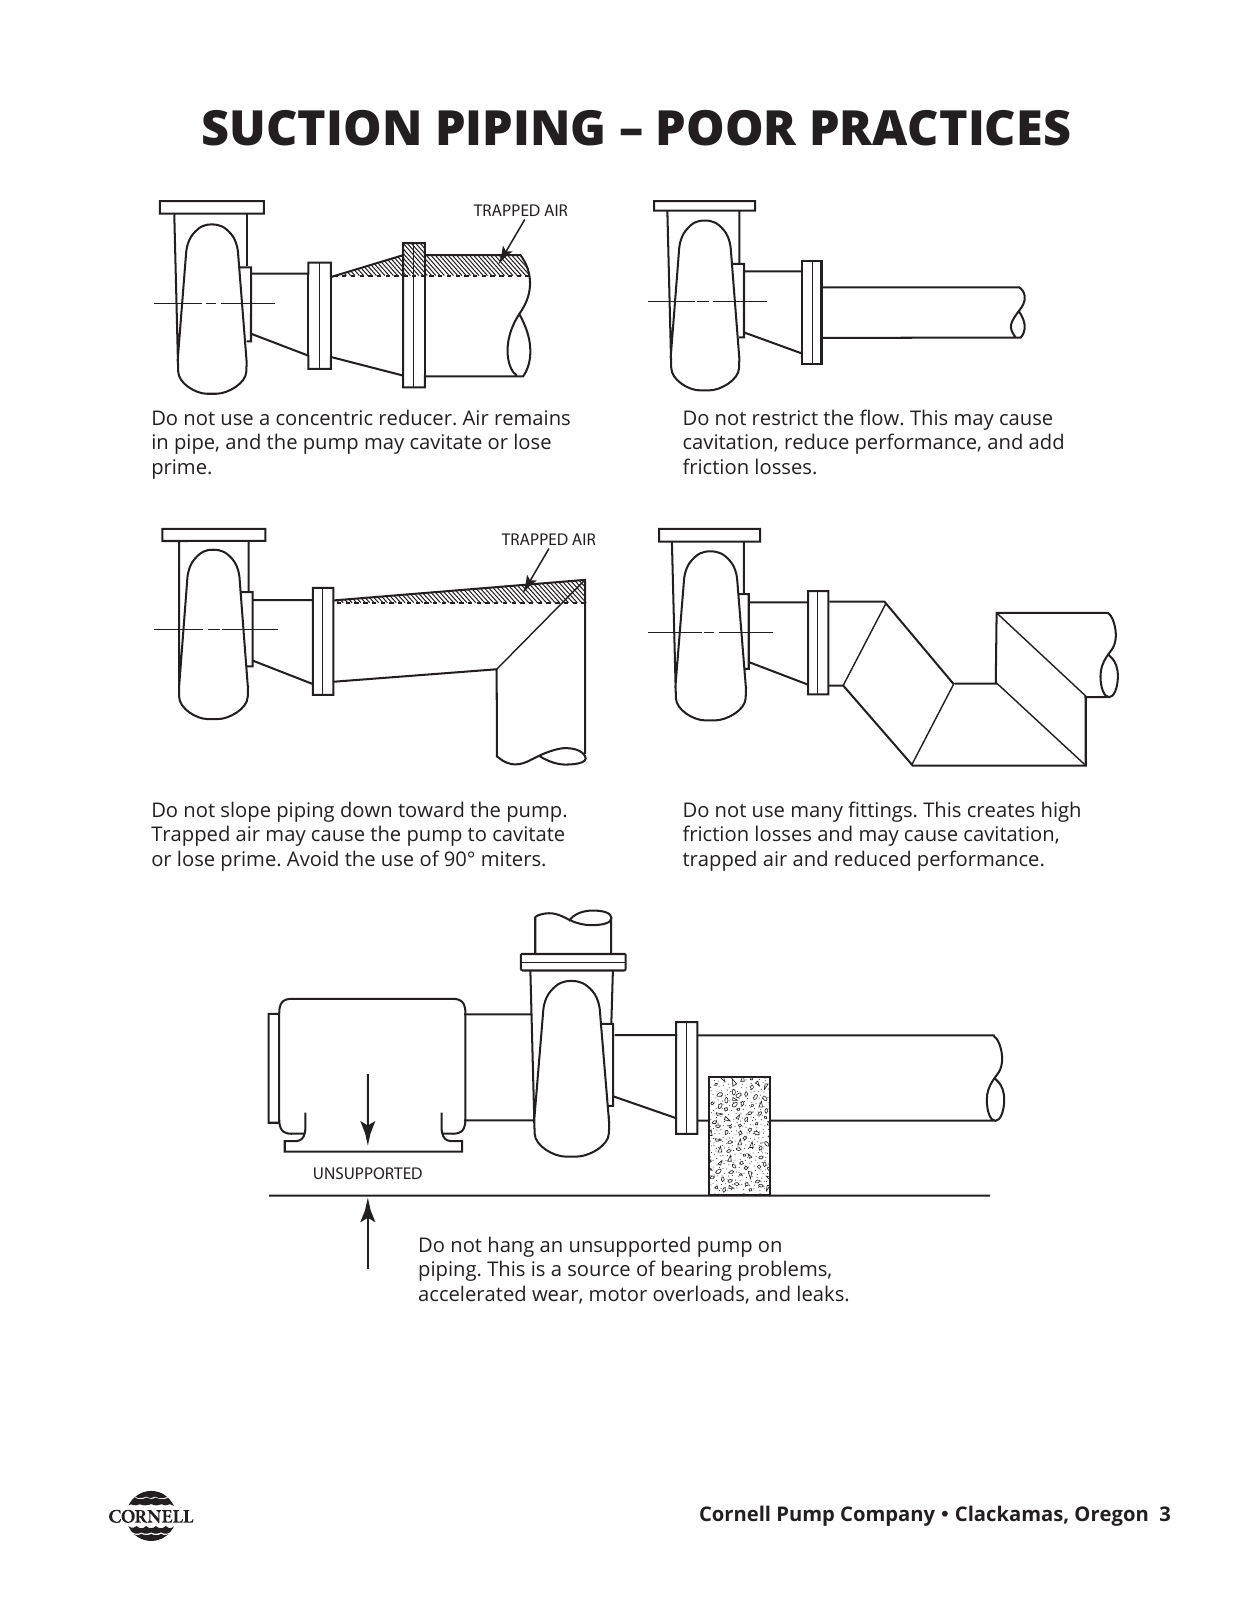 SUCTION PIPING – POOR PRACTICES
TRAPPED AIR
Do not use a concentric reducer. Air remains
in pipe, and the pump may cavitate or lose
prime.
Do not restrict the flow. This may cause
cavitation, reduce performance, and add
friction losses.
TRAPPED AIR
Do not slope piping down toward the pump.
Trapped air may cause the pump to cavitate
or lose prime. Avoid the use of 90° miters.
Do not use many fittings. This creates high
friction losses and may cause cavitation,
trapped air and reduced performance.
UNSUPPORTED
Do not hang an unsupported pump on
piping. This is a source of bearing problems,
accelerated wear, motor overloads, and leaks.
CORNELL
Cornell Pump Company • Clackamas, Oregon 3